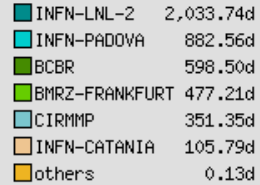 INFN-LNL-2 2,033.74d
INFN-PADOVA 882.56d
BCBR 598.50d
BMRZ-FRANKFURT 477.21d
CIRMMP 351.35d
INFN-CATANIA 105.79d
others 0.13d